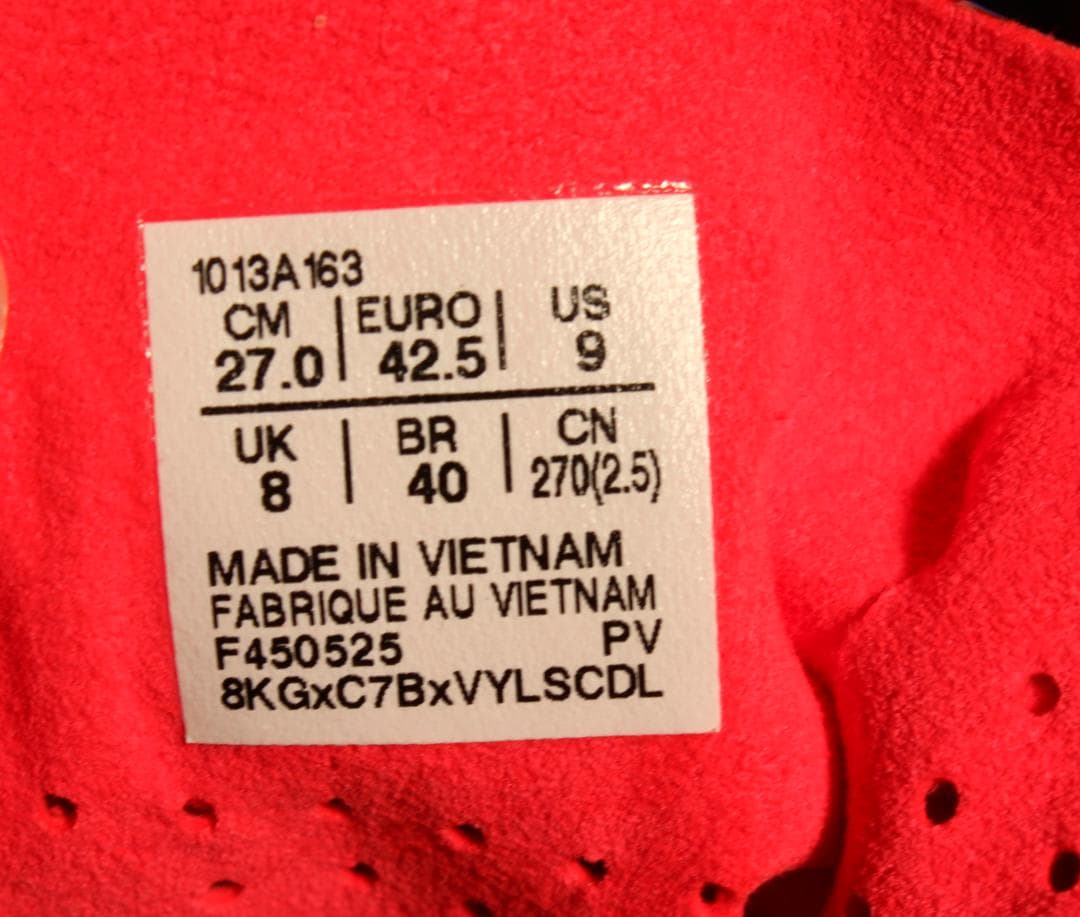 1013A163
CM EURO US
27.0 42.5 9
UK BR CN
8 40 270(2.5)
MADE IN VIETNAM
FABRIQUE AU VIETNAM
F450525 PV
8KGxC7BxVYLSCDL